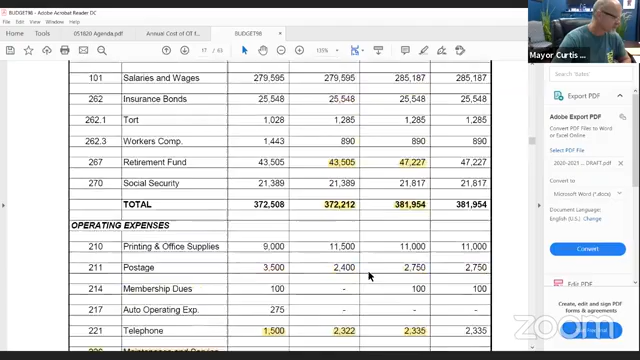 BUDGET98 - Adobe Acrobat Reader DC
File Edit View Window Help
051820 Agenda.pdf Annual Cost of OT f... BUDGET98 ×
17 / 63 135%
Mayor Curtis
101 Salaries and Wages 279,595 279,595 285,187 285,187
262 Insurance Bonds 25,548 25,548 25,548 25,548
262.1 Tort 1,028 1,285 1,285 1,285
262.3 Workers Comp. 1,443 890 890 890
267 Retirement Fund 43,505 43,505 47,227 47,227
270 Social Security 21,389 21,389 21,817 21,817
TOTAL 372,508 372,212 381,954 381,954
OPERATING EXPENSES
210 Printing & Office Supplies 9,000 11,500 11,000 11,000
211 Postage 3,500 2,400 2,750 2,750
214 Membership Dues 100 - 100 100
217 Auto Operating Exp. 275 - - -
221 Telephone 1,500 2,322 2,335 2,335
Export PDF
Adobe Export PDF
Convert PDF Files to Word
or Excel Online
Select PDF File
2020-2021 ... DRAFT.pdf ×
Convert to
Microsoft Word (*.docx)
Document Language:
English (U.S.) Change
Convert
Edit PDF
Create, edit and sign PDF
forms & agreements
zoom